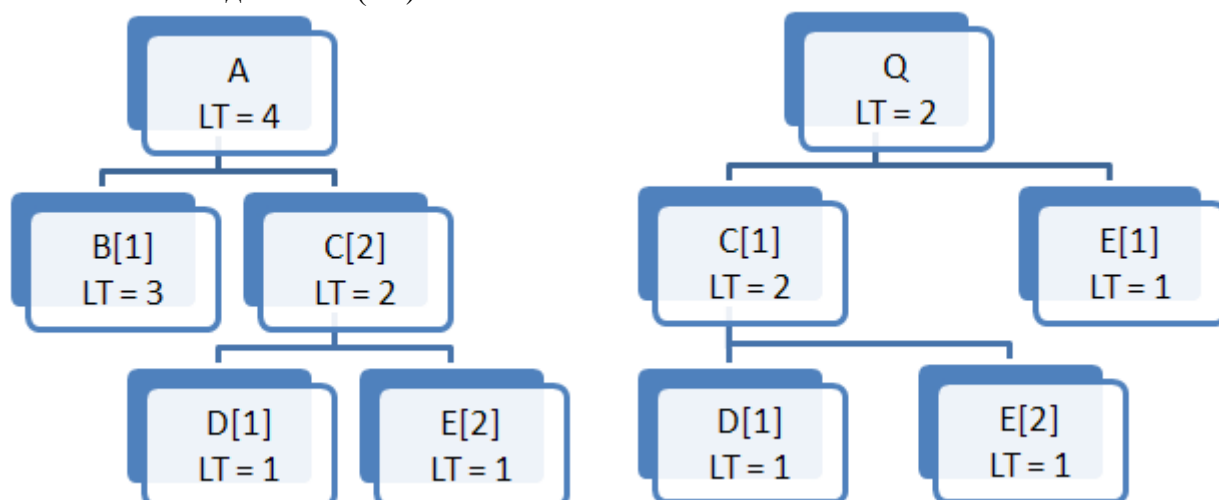 A
LT = 4
Q
LT = 2
B[1]
LT = 3
C[2]
LT = 2
C[1]
LT = 2
E[1]
LT = 1
D[1]
LT = 1
E[2]
LT = 1
D[1]
LT = 1
E[2]
LT = 1